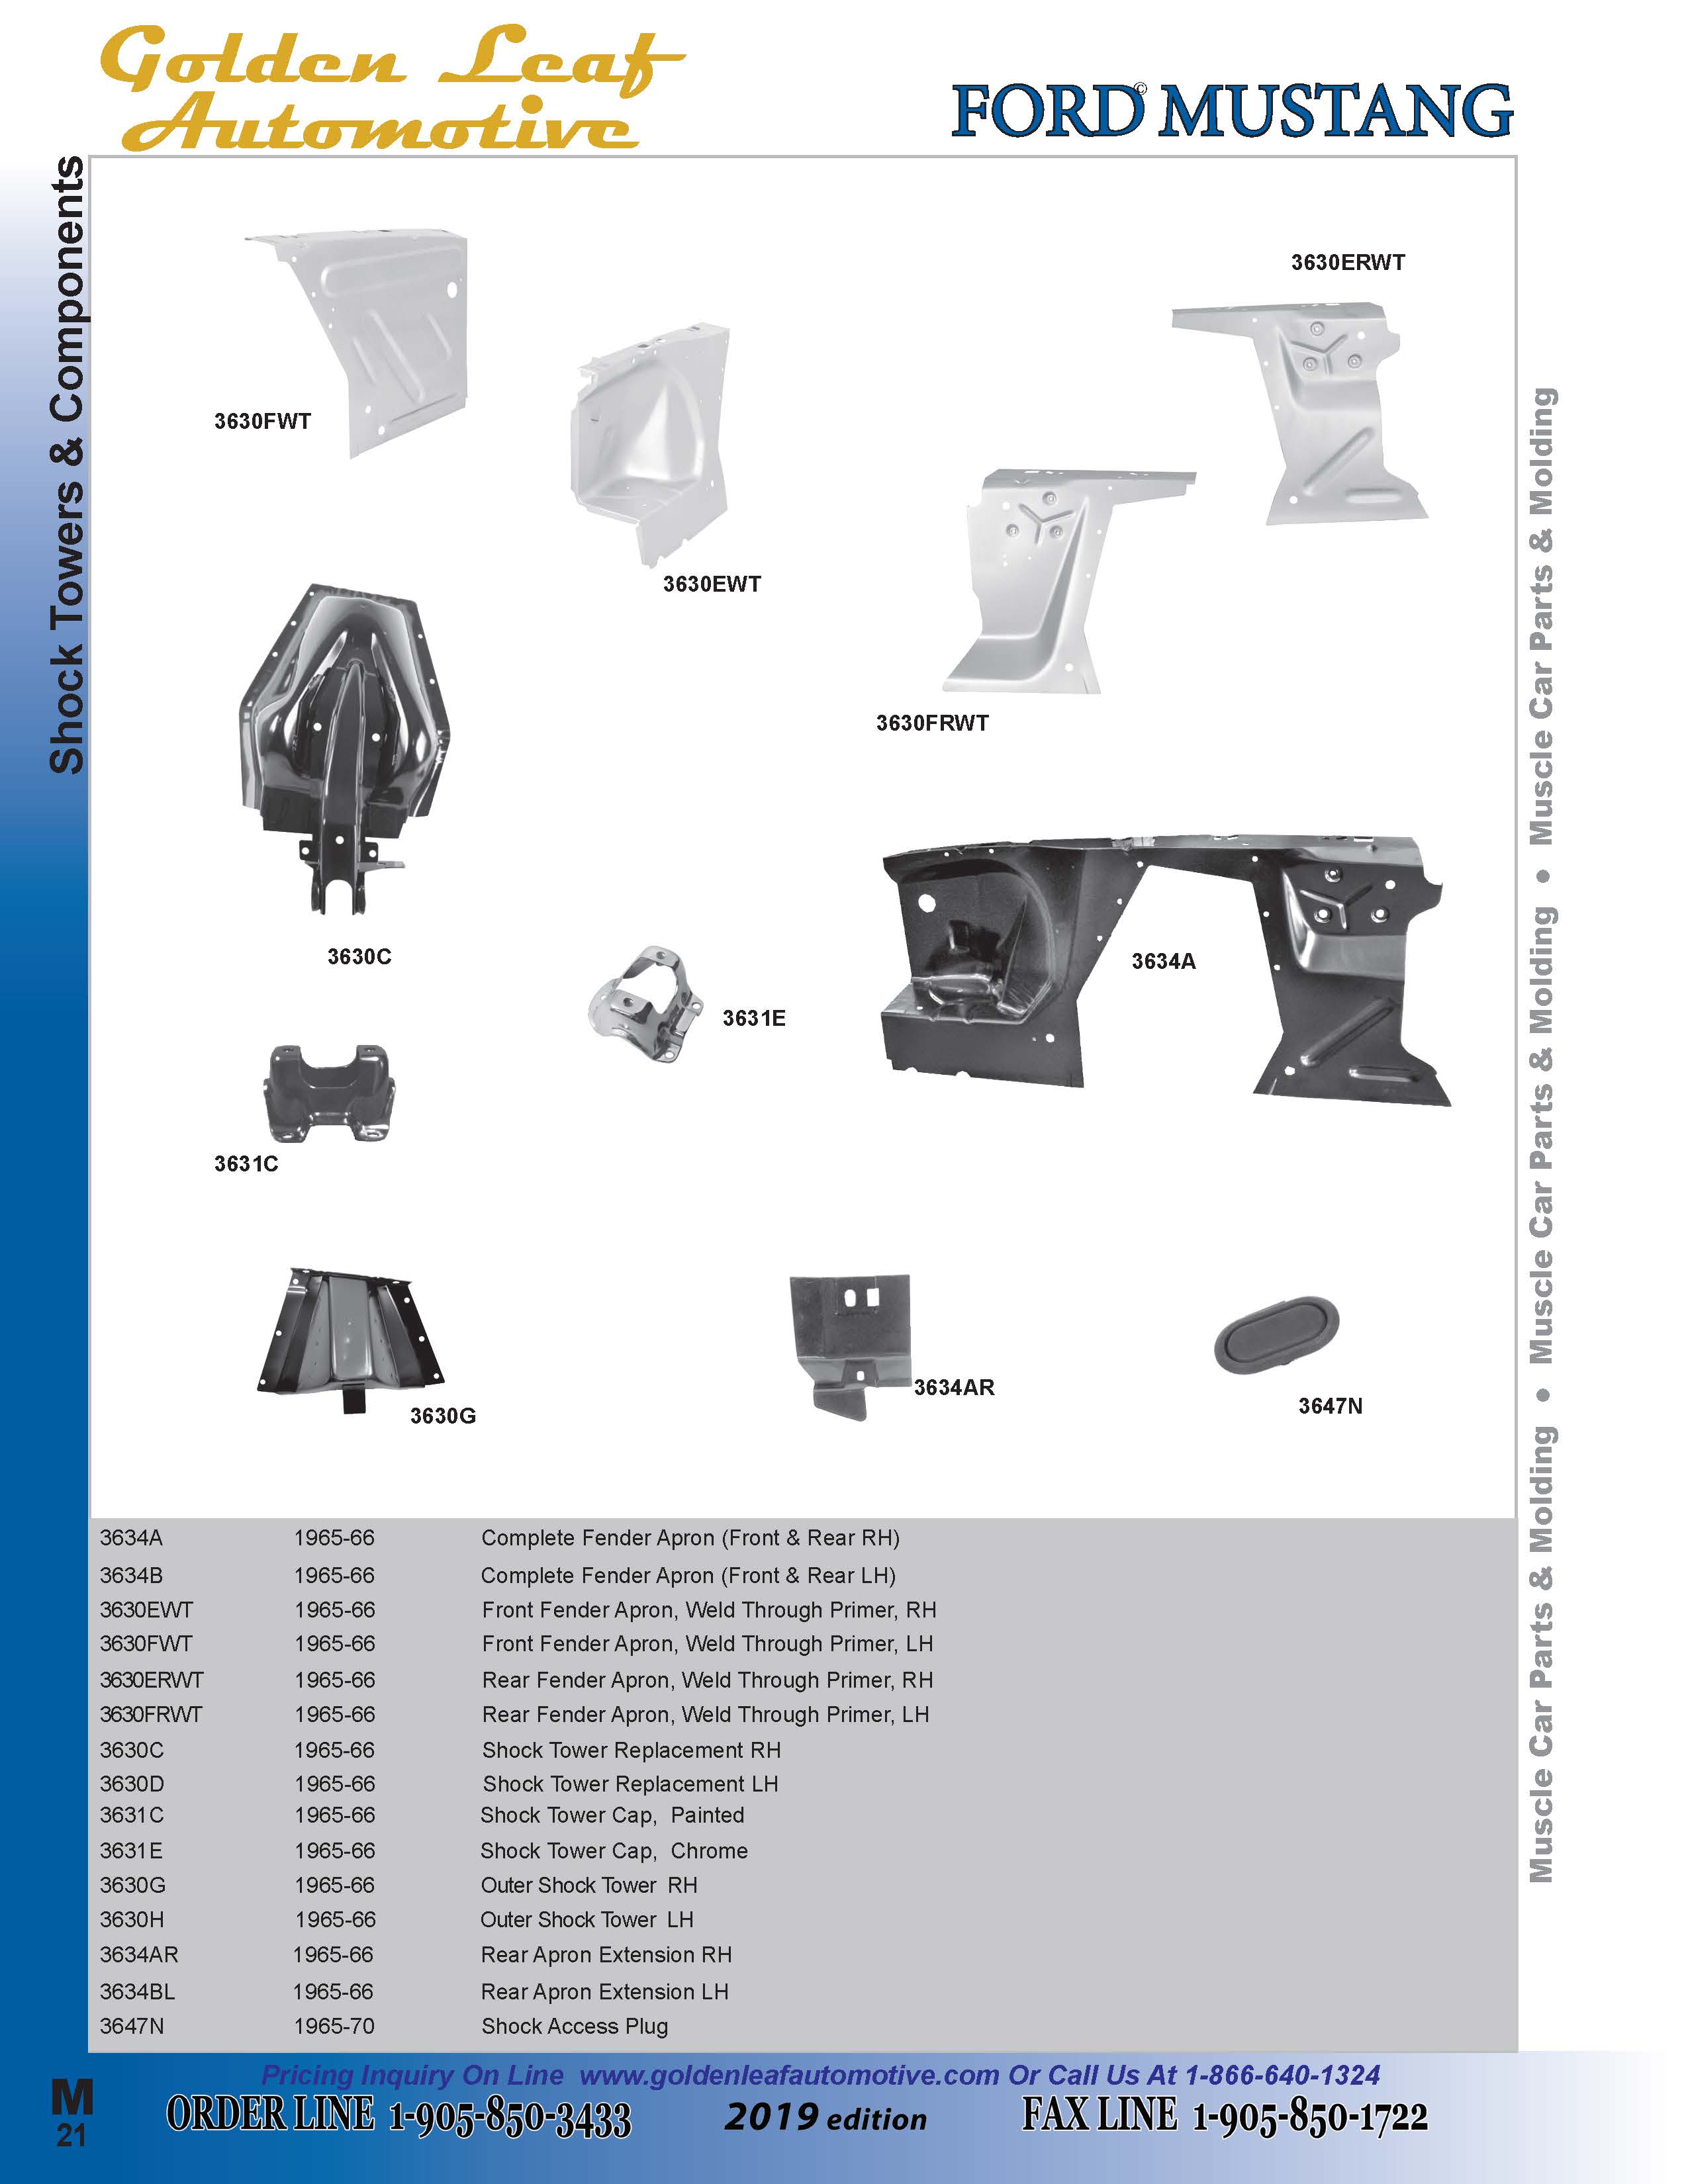 Golden Leaf
Automotive
FORD© MUSTANG
Shock Towers & Components
3630ERWT
3630FWT
3630EWT
3630FRWT
3630C
3634A
3631E
3631C
3634AR
3630G
3647N
3634A 1965-66 Complete Fender Apron (Front & Rear RH)
3634B 1965-66 Complete Fender Apron (Front & Rear LH)
3630EWT 1965-66 Front Fender Apron, Weld Through Primer, RH
3630FWT 1965-66 Front Fender Apron, Weld Through Primer, LH
3630ERWT 1965-66 Rear Fender Apron, Weld Through Primer, RH
3630FRWT 1965-66 Rear Fender Apron, Weld Through Primer, LH
3630C 1965-66 Shock Tower Replacement RH
3630D 1965-66 Shock Tower Replacement LH
3631C 1965-66 Shock Tower Cap, Painted
3631E 1965-66 Shock Tower Cap, Chrome
3630G 1965-66 Outer Shock Tower RH
3630H 1965-66 Outer Shock Tower LH
3634AR 1965-66 Rear Apron Extension RH
3634BL 1965-66 Rear Apron Extension LH
3647N 1965-70 Shock Access Plug
Muscle Car Parts & Molding • Muscle Car Parts & Molding • Muscle Car Parts & Molding
Pricing Inquiry On Line www.goldenleafautomotive.com Or Call Us At 1-866-640-1324
M
21
ORDER LINE 1-905-850-3433 2019 edition FAX LINE 1-905-850-1722